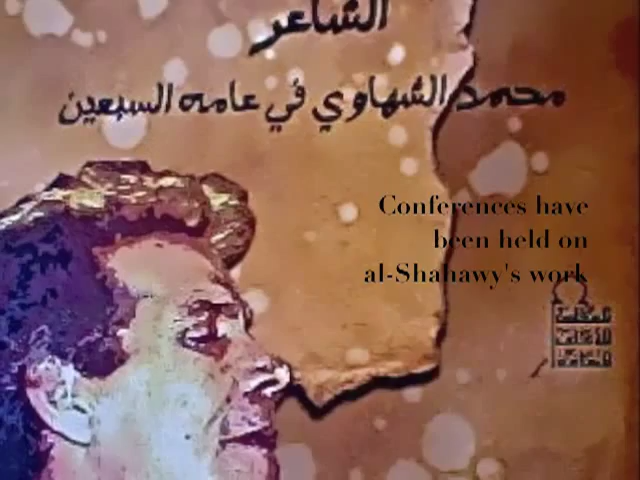 الشاعر
محمد الشهاوي في عامه السبعين
Conferences have
been held on
al-Shahawy's work